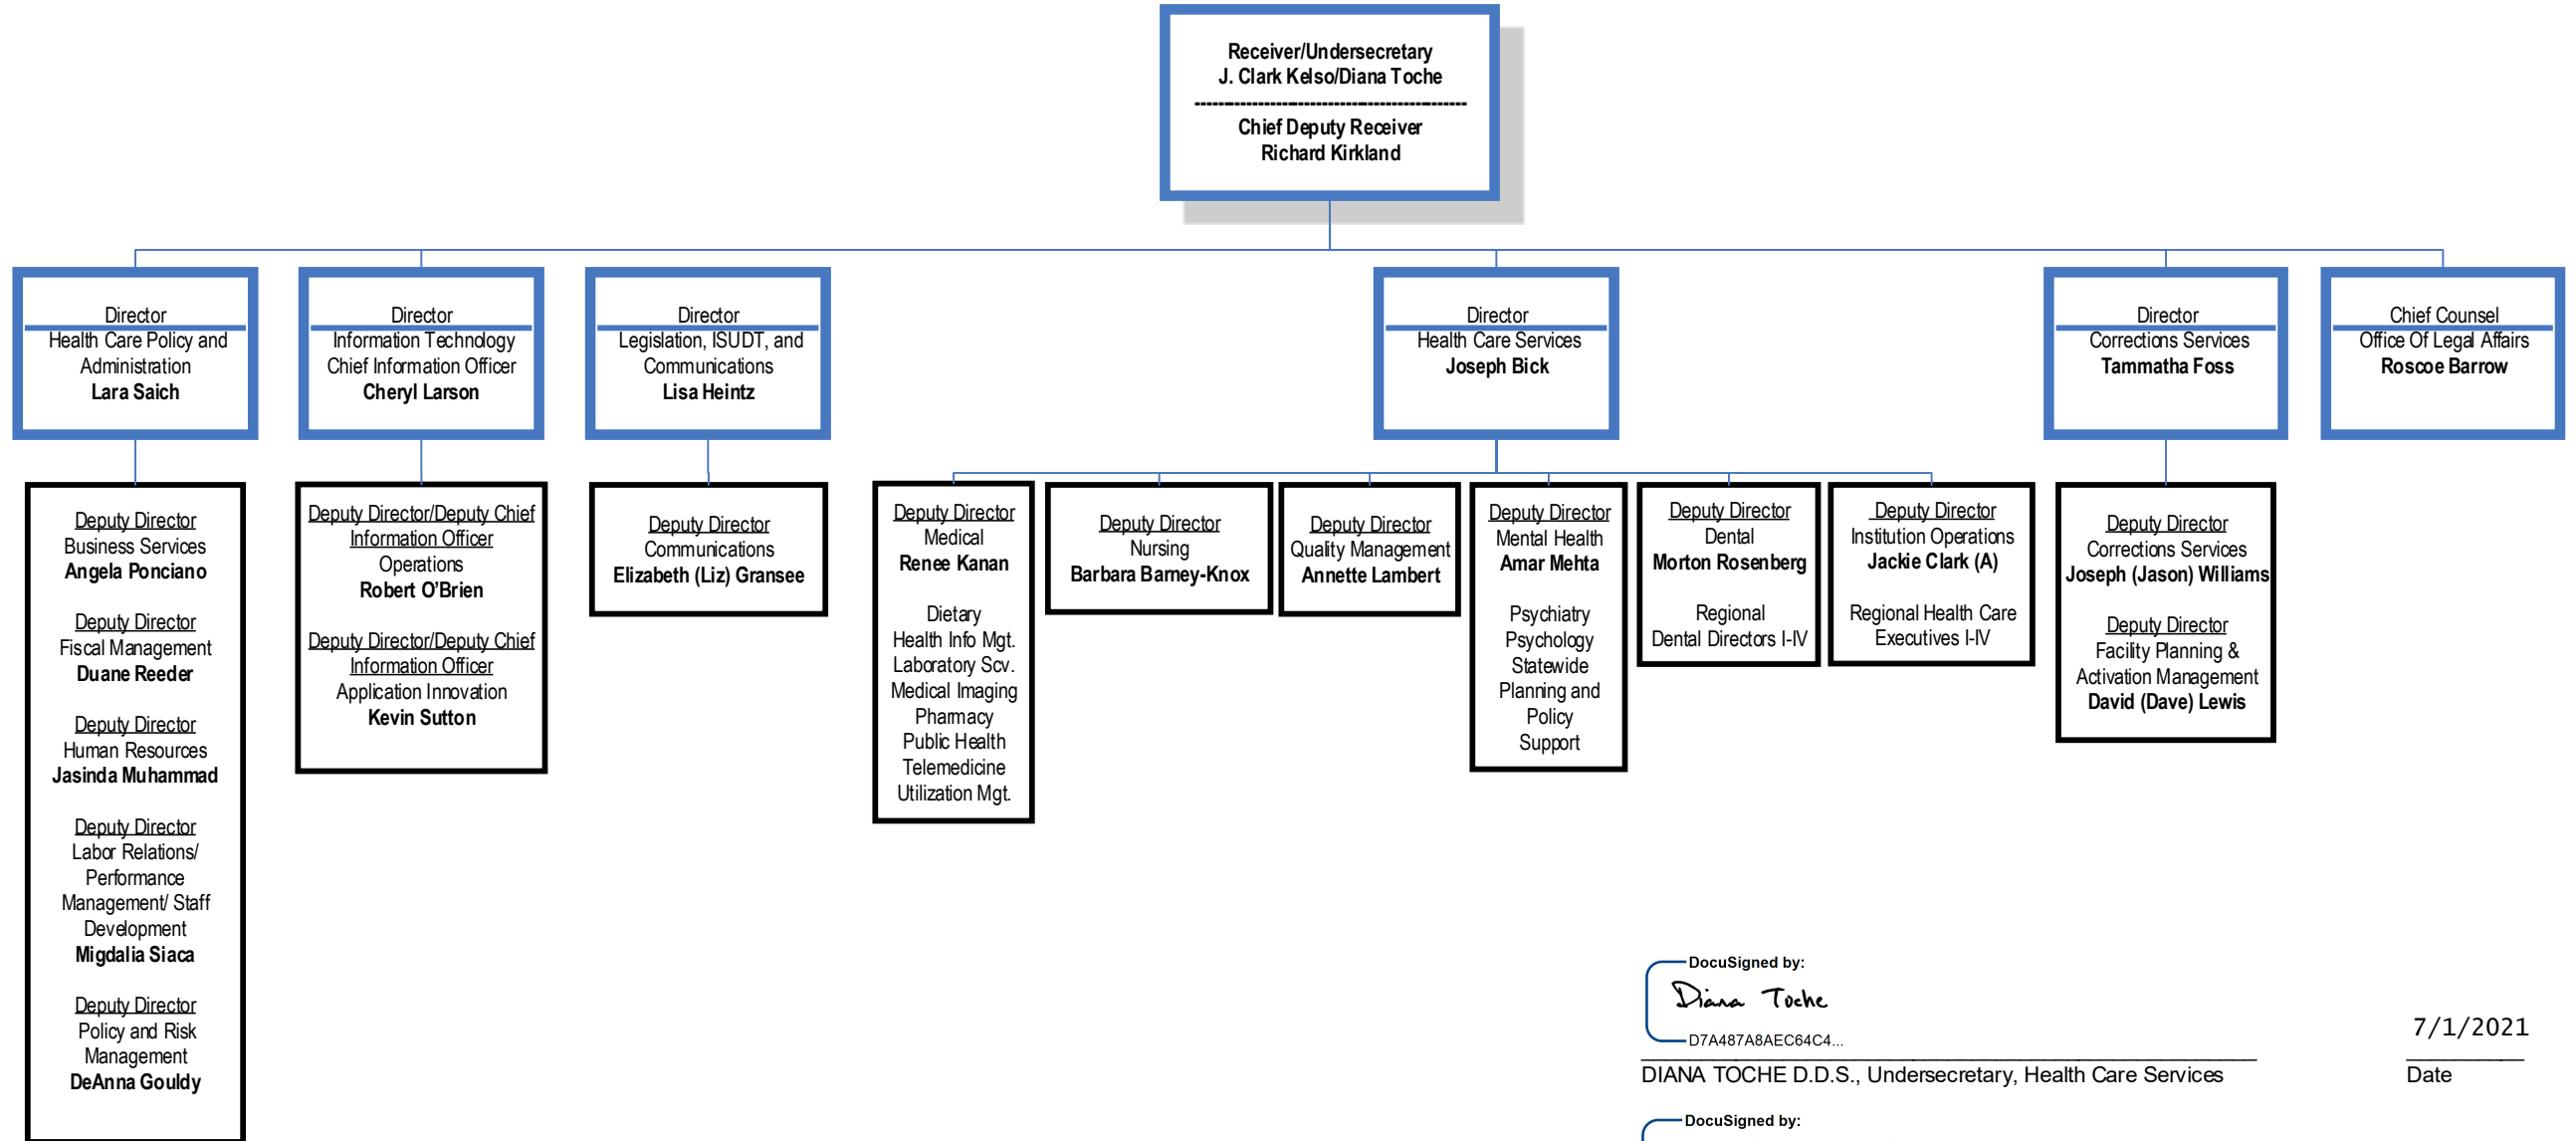 Receiver/Undersecretary
J. Clark Kelso/Diana Toche
-----------------------------------------------
Chief Deputy Receiver
Richard Kirkland
Director
Health Care Policy and
Administration
Lara Saich
Director
Information Technology
Chief Information Officer
Cheryl Larson
Director
Legislation, ISUDT, and
Communications
Lisa Heintz
Director
Health Care Services
Joseph Bick
Director
Corrections Services
Tammatha Foss
Chief Counsel
Office Of Legal Affairs
Roscoe Barrow
Deputy Director
Business Services
Angela Ponciano
Deputy Director
Fiscal Management
Duane Reeder
Deputy Director
Human Resources
Jasinda Muhammad
Deputy Director
Labor Relations/
Performance
Management/ Staff
Development
Migdalia Siaca
Deputy Director
Policy and Risk
Management
DeAnna Gouldy
Deputy Director/Deputy Chief
Information Officer
Operations
Robert O’Brien
Deputy Director/Deputy Chief
Information Officer
Application Innovation
Kevin Sutton
Deputy Director
Communications
Elizabeth (Liz) Gransee
Deputy Director
Medical
Renee Kanan
Dietary
Health Info Mgt.
Laboratory Scv.
Medical Imaging
Pharmacy
Public Health
Telemedicine
Utilization Mgt.
Deputy Director
Nursing
Barbara Barney-Knox
Deputy Director
Quality Management
Annette Lambert
Deputy Director
Mental Health
Amar Mehta
Psychiatry
Psychology
Statewide
Planning and
Policy
Support
Deputy Director
Dental
Morton Rosenberg
Regional
Dental Directors I-IV
Deputy Director
Institution Operations
Jackie Clark (A)
Regional Health Care
Executives I-IV
Deputy Director
Corrections Services
Joseph (Jason) Williams
Deputy Director
Facility Planning &
Activation Management
David (Dave) Lewis
DocuSigned by:
Diana Toche
D7A487A8AEC64C4...
7/1/2021
DIANA TOCHE D.D.S., Undersecretary, Health Care Services
Date
DocuSigned by: